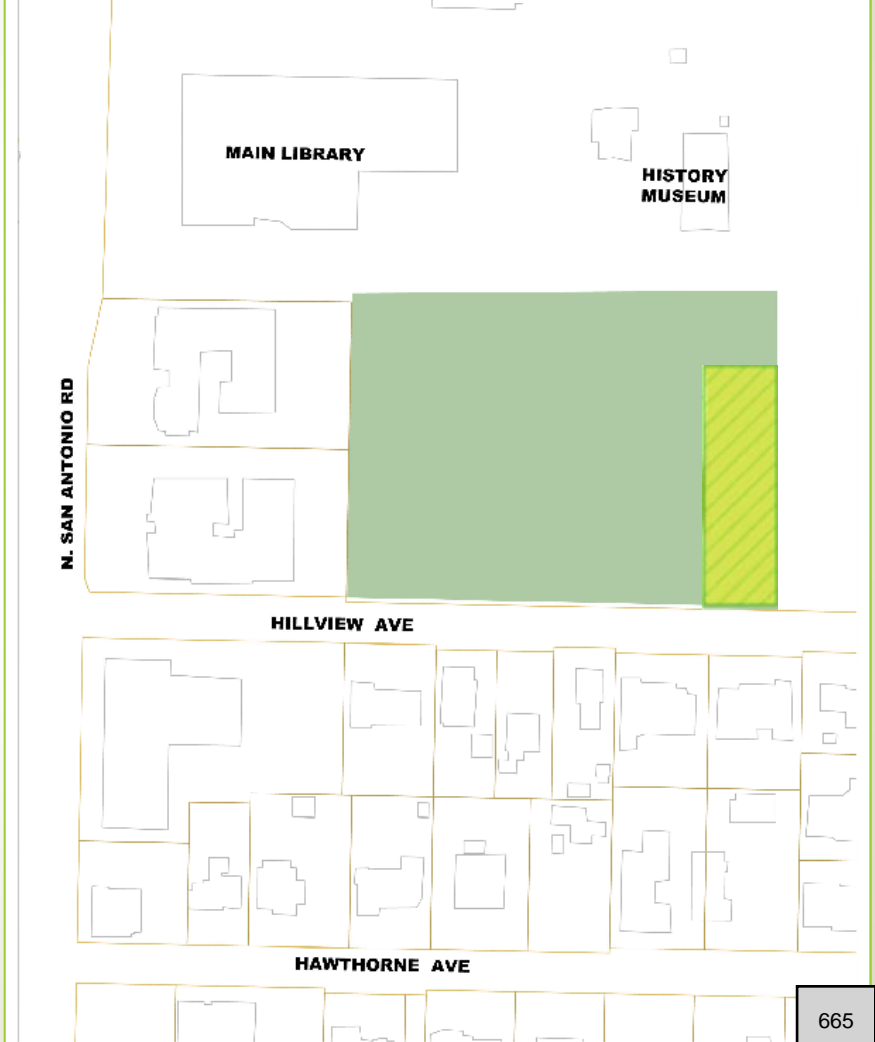 MAIN LIBRARY
HISTORY
MUSEUM
N. SAN ANTONIO RD
HILLVIEW AVE
HAWTHORNE AVE
665